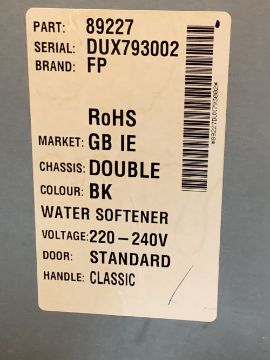 PART: 89227
SERIAL: DUX793002
BRAND: FP
RoHS
MARKET: GB IE
CHASSIS: DOUBLE
COLOUR: BK
WATER SOFTENER
VOLTAGE: 220-240V
DOOR: STANDARD
HANDLE: CLASSIC
*89227DUX793002*